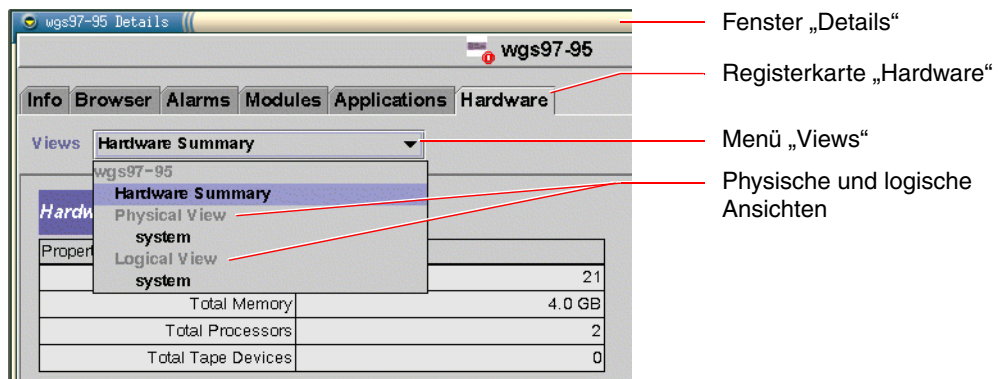 wgs97-95 Details
Fenster „Details“
wgs97-95
Registerkarte „Hardware“
Info Browser Alarms Modules Applications Hardware
Views Hardware Summary
Menü „Views“
wgs97-95
Hardware Summary
Physische und logische
Ansichten
Hardw
Physical View
system
Propert
Logical View
system
21
Total Memory 4.0 GB
Total Processors 2
Total Tape Devices 0